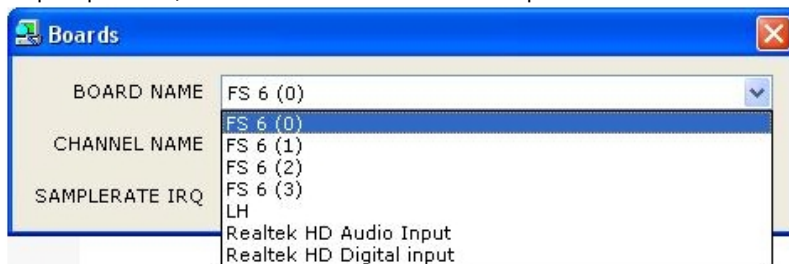 Boards
BOARD NAME FS 6 (0)
FS 6 (0)
CHANNEL NAME FS 6 (1)
FS 6 (2)
SAMPLERATE IRQ FS 6 (3)
LH
Realtek HD Audio Input
Realtek HD Digital input